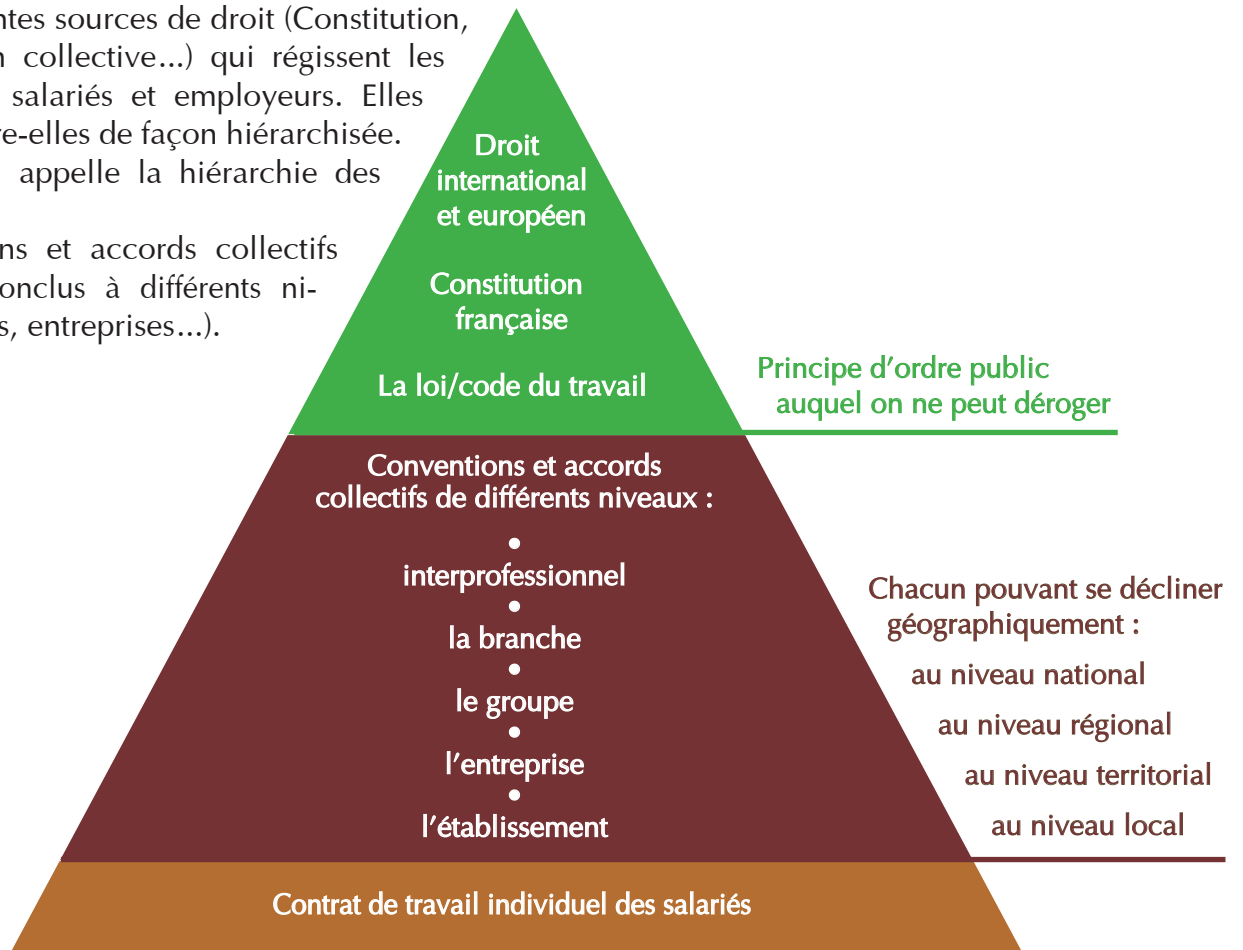 ntes sources de droit (Constitution,
n collective...) qui régissent les
salariés et employeurs. Elles
re-elles de façon hiérarchisée.
appelle la hiérarchie des
ns et accords collectifs
onclus à différents ni-
s, entreprises...).
Droit
international
et européen
Constitution
française
La loi/code du travail
Principe d'ordre public
auquel on ne peut déroger
Conventions et accords
collectifs de différents niveaux :
•
interprofessionnel
•
la branche
•
le groupe
•
l'entreprise
•
l'établissement
Chacun pouvant se décliner
géographiquement :
au niveau national
au niveau régional
au niveau territorial
au niveau local
Contrat de travail individuel des salariés